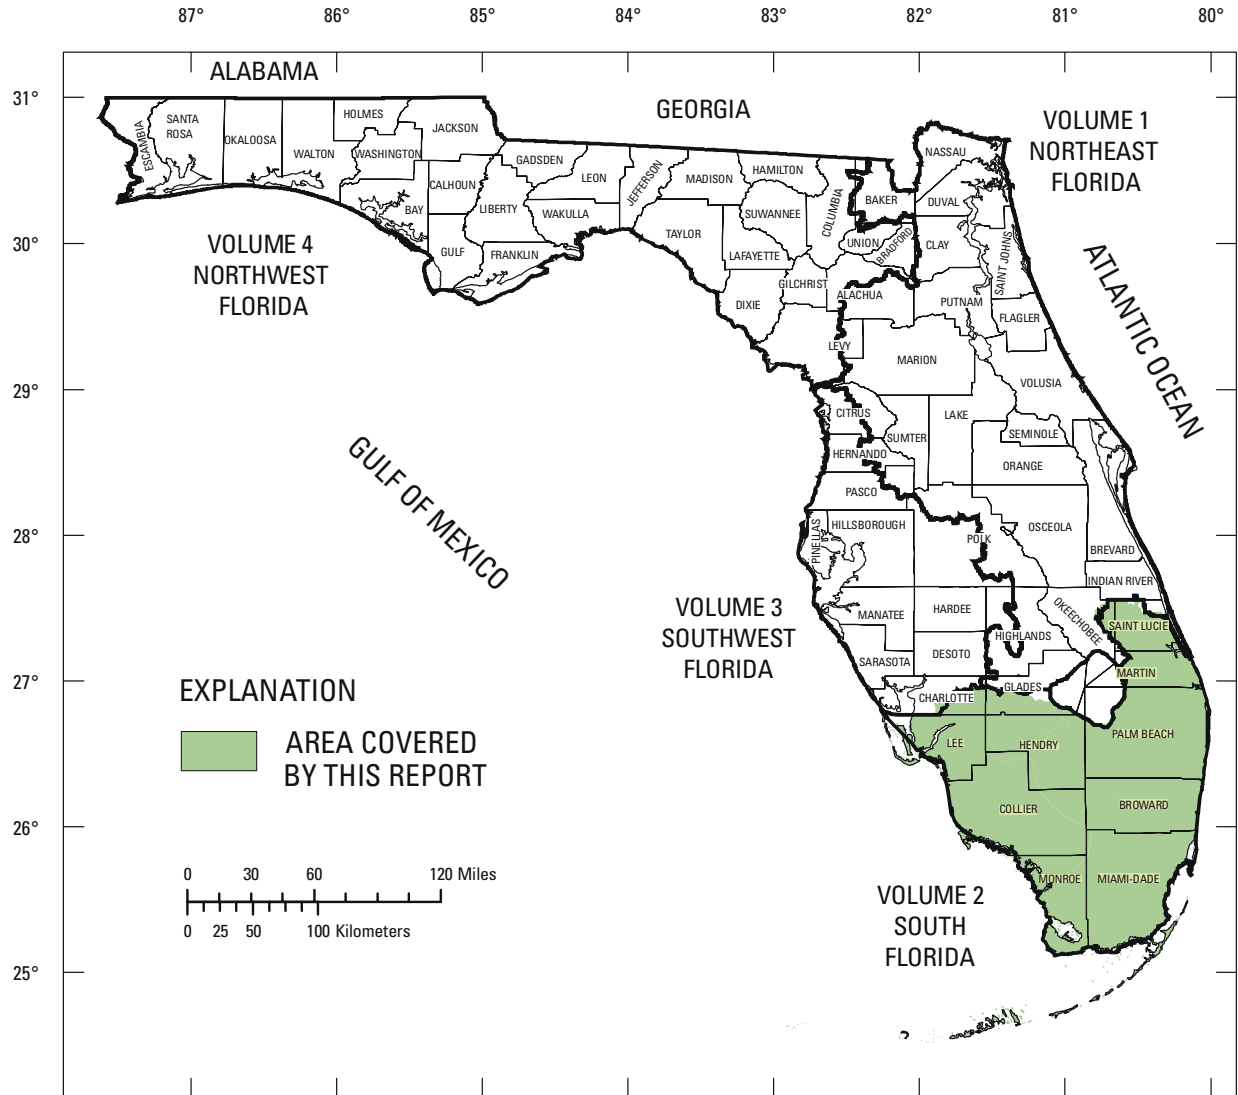 87° 86° 85° 84° 83° 82° 81° 80°
31°
30°
29°
28°
27°
26°
25°
ALABAMA
GEORGIA
VOLUME 1
NORTHEAST
FLORIDA
ATLANTIC OCEAN
VOLUME 4
NORTHWEST
FLORIDA
GULF OF MEXICO
VOLUME 3
SOUTHWEST
FLORIDA
VOLUME 2
SOUTH
FLORIDA
ESCAMBIA
SANTA
ROSA
OKALOOSA
WALTON
HOLMES
WASHINGTON
JACKSON
BAY
CALHOUN
GULF
GADSDEN
LIBERTY
FRANKLIN
LEON
WAKULLA
JEFFERSON
MADISON
TAYLOR
HAMILTON
SUWANNEE
LAFAYETTE
DIXIE
COLUMBIA
GILCHRIST
LEVY
BAKER
UNION
BRADFORD
ALACHUA
NASSAU
DUVAL
CLAY
SAINT JOHNS
PUTNAM
FLAGLER
MARION
VOLUSIA
CITRUS
SUMTER
LAKE
SEMINOLE
HERNANDO
ORANGE
PASCO
HILLSBOROUGH
PINELLAS
POLK
OSCEOLA
BREVARD
INDIAN RIVER
MANATEE
HARDEE
HIGHLANDS
OKEECHOBEE
SAINT LUCIE
SARASOTA
DESOTO
MARTIN
CHARLOTTE
GLADES
LEE
HENDRY
PALM BEACH
COLLIER
BROWARD
MONROE
MIAMI-DADE
EXPLANATION
AREA COVERED
BY THIS REPORT
0 30 60 120 Miles
0 25 50 100 Kilometers